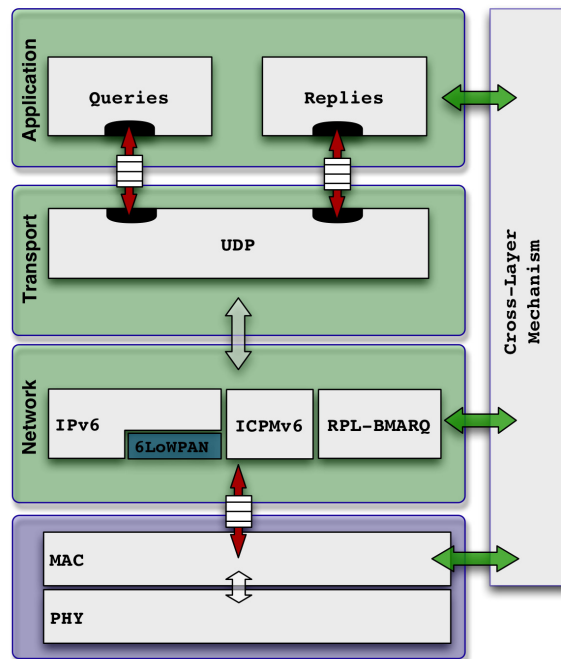 Application
Queries
Replies
Transport
UDP
Cross-Layer
Mechanism
Network
IPv6
6LoWPAN
ICPMv6
RPL-BMARQ
MAC
PHY